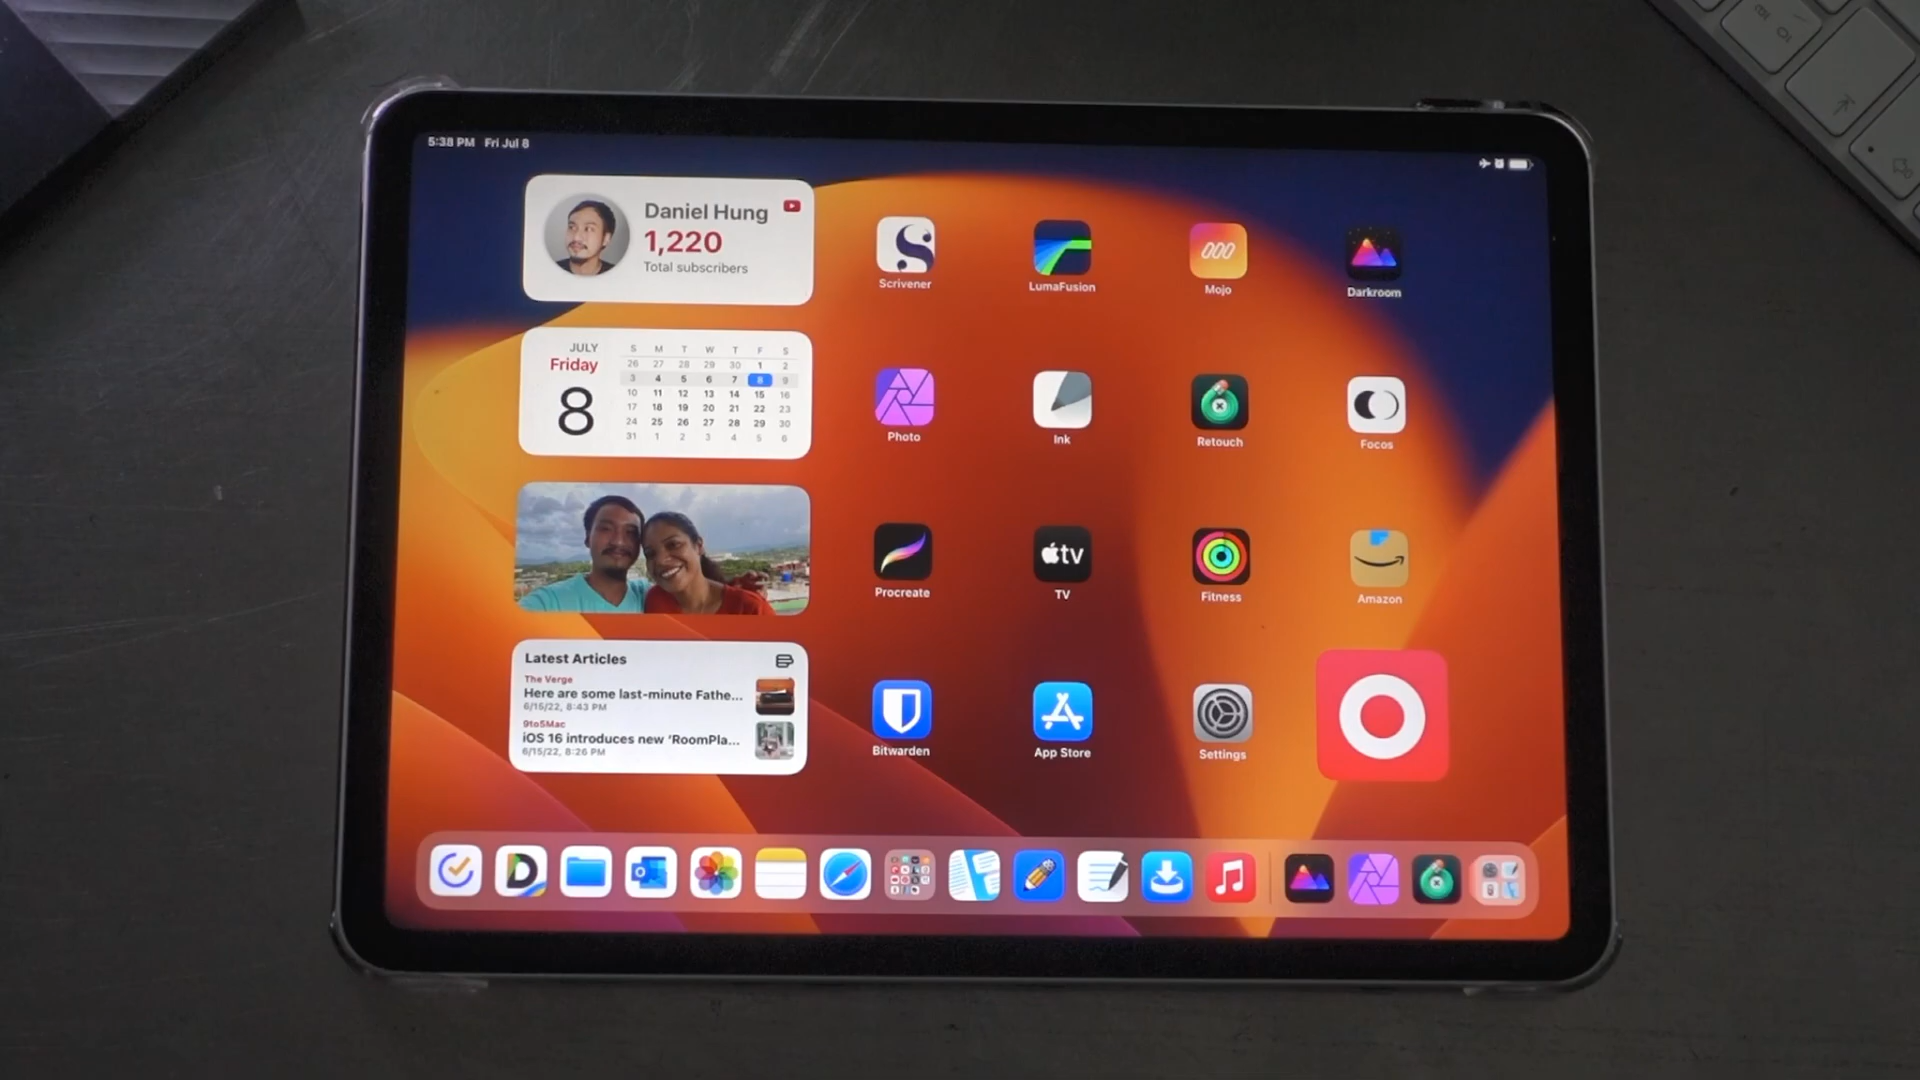 5:38 PM Fri Jul 8
Daniel Hung
1,220
Total subscribers
JULY
Friday
8
S M T W T F S
26 27 28 29 30 1 2
3 4 5 6 7 8 9
10 11 12 13 14 15 16
17 18 19 20 21 22 23
24 25 26 27 28 29 30
31 1 2 3 4 5 6
Latest Articles
The Verge
Here are some last-minute Fathe...
6/15/22, 8:43 PM
9to5Mac
iOS 16 introduces new ‘RoomPla...
6/15/22, 8:26 PM
Scrivener LumaFusion Mojo Darkroom
Photo Ink Retouch Focos
tv
Procreate TV Fitness Amazon
Bitwarden App Store Settings